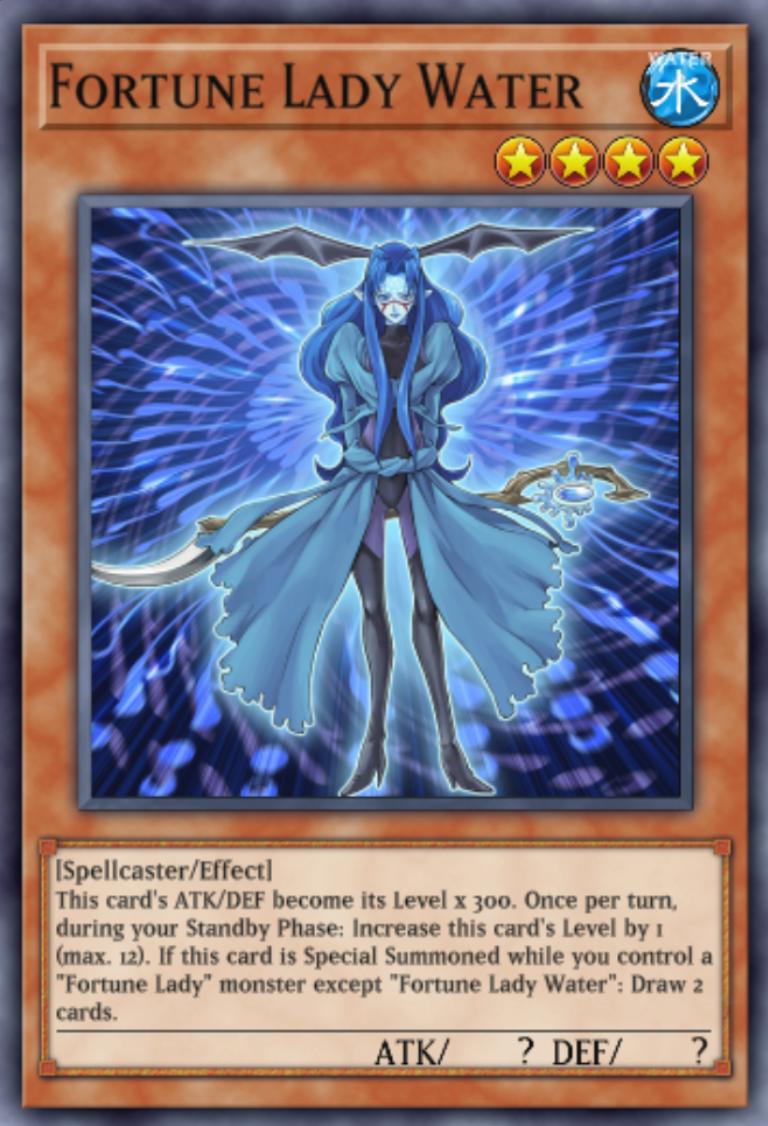 Fortune Lady Water
WATER
水
[Spellcaster/Effect]
This card's ATK/DEF become its Level x 300. Once per turn,
during your Standby Phase: Increase this card's Level by 1
(max. 12). If this card is Special Summoned while you control a
"Fortune Lady" monster except "Fortune Lady Water": Draw 2
cards.
ATK/ ? DEF/ ?